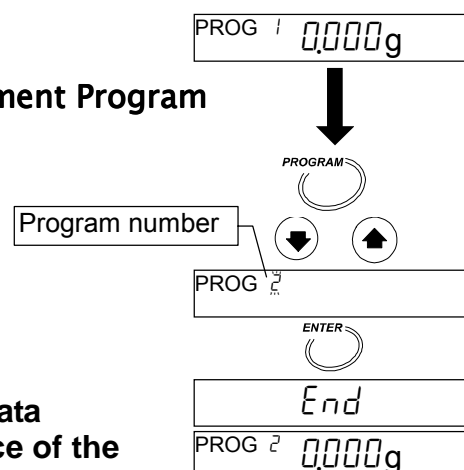 PROG 1 0.000g
ment Program
PROGRAM
Program number
PROG 2
ENTER
End
ata
ce of the
PROG 2 0.000g